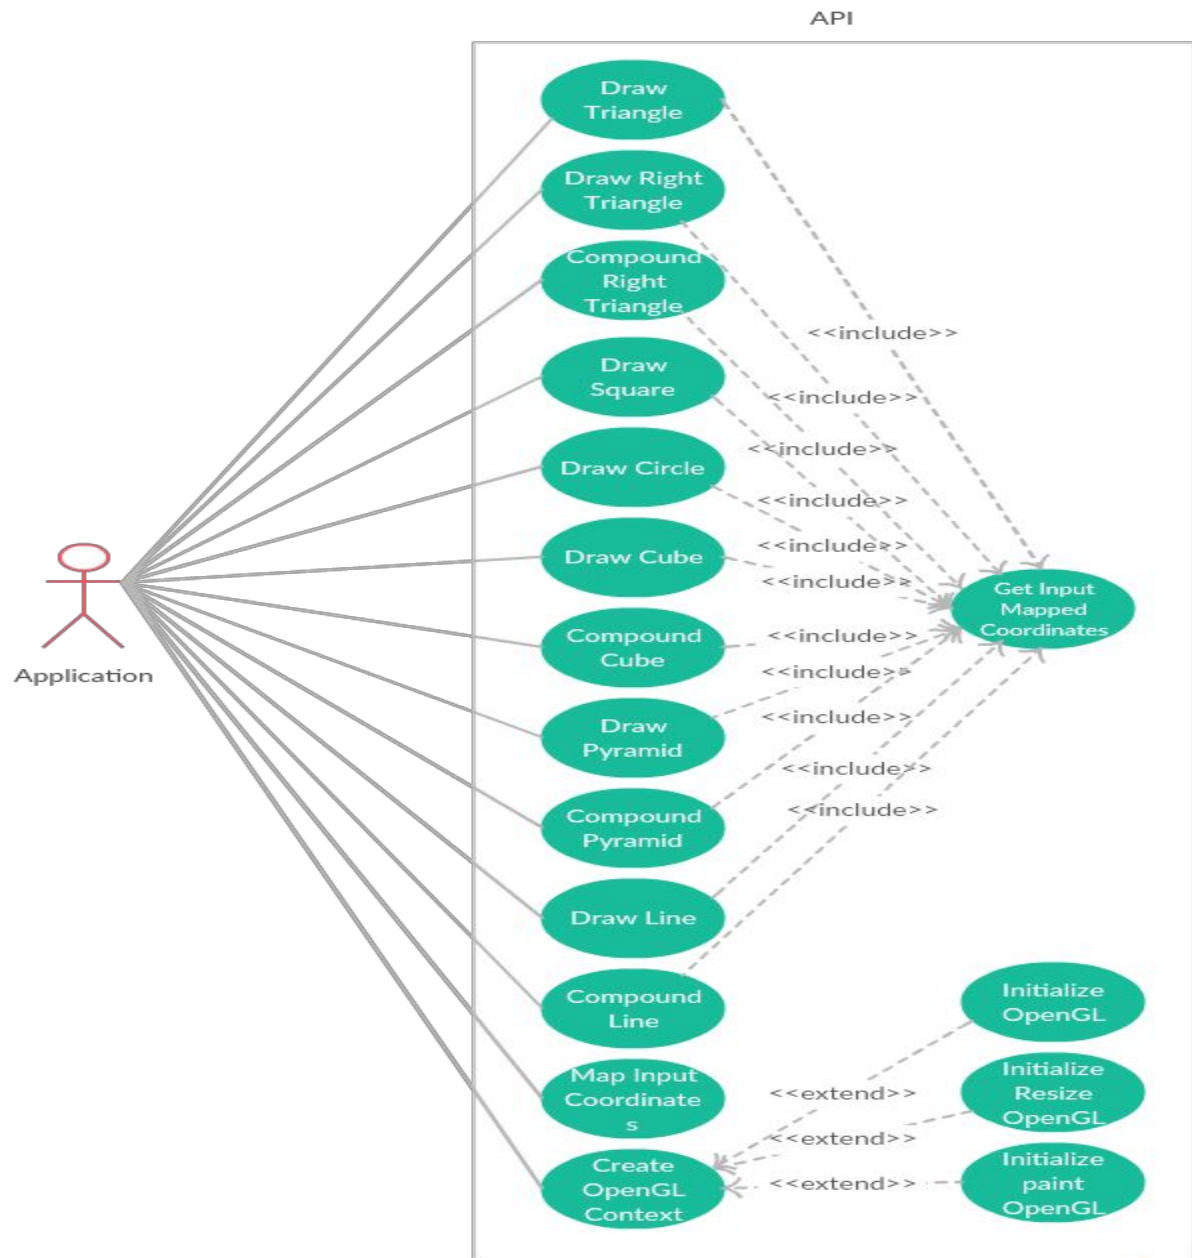 API
Draw
Triangle
Draw Right
Triangle
Compound
Right
Triangle
<<include>>
Draw
Square
<<include>>
<<include>>
Draw Circle
<<include>>
<<include>>
Draw Cube
<<include>>
Get Input
Mapped
Coordinates
Compound
Cube
<<include>>
Application
<<include>>
Draw
Pyramid
<<include>>
<<include>>
Compound
Pyramid
<<include>>
Draw Line
Compound
Line
Initialize
OpenGL
Map Input
Coordinate
s
<<extend>>
Initialize
Resize
OpenGL
<<extend>>
Create
OpenGL
Context
<<extend>>
Initialize
paint
OpenGL